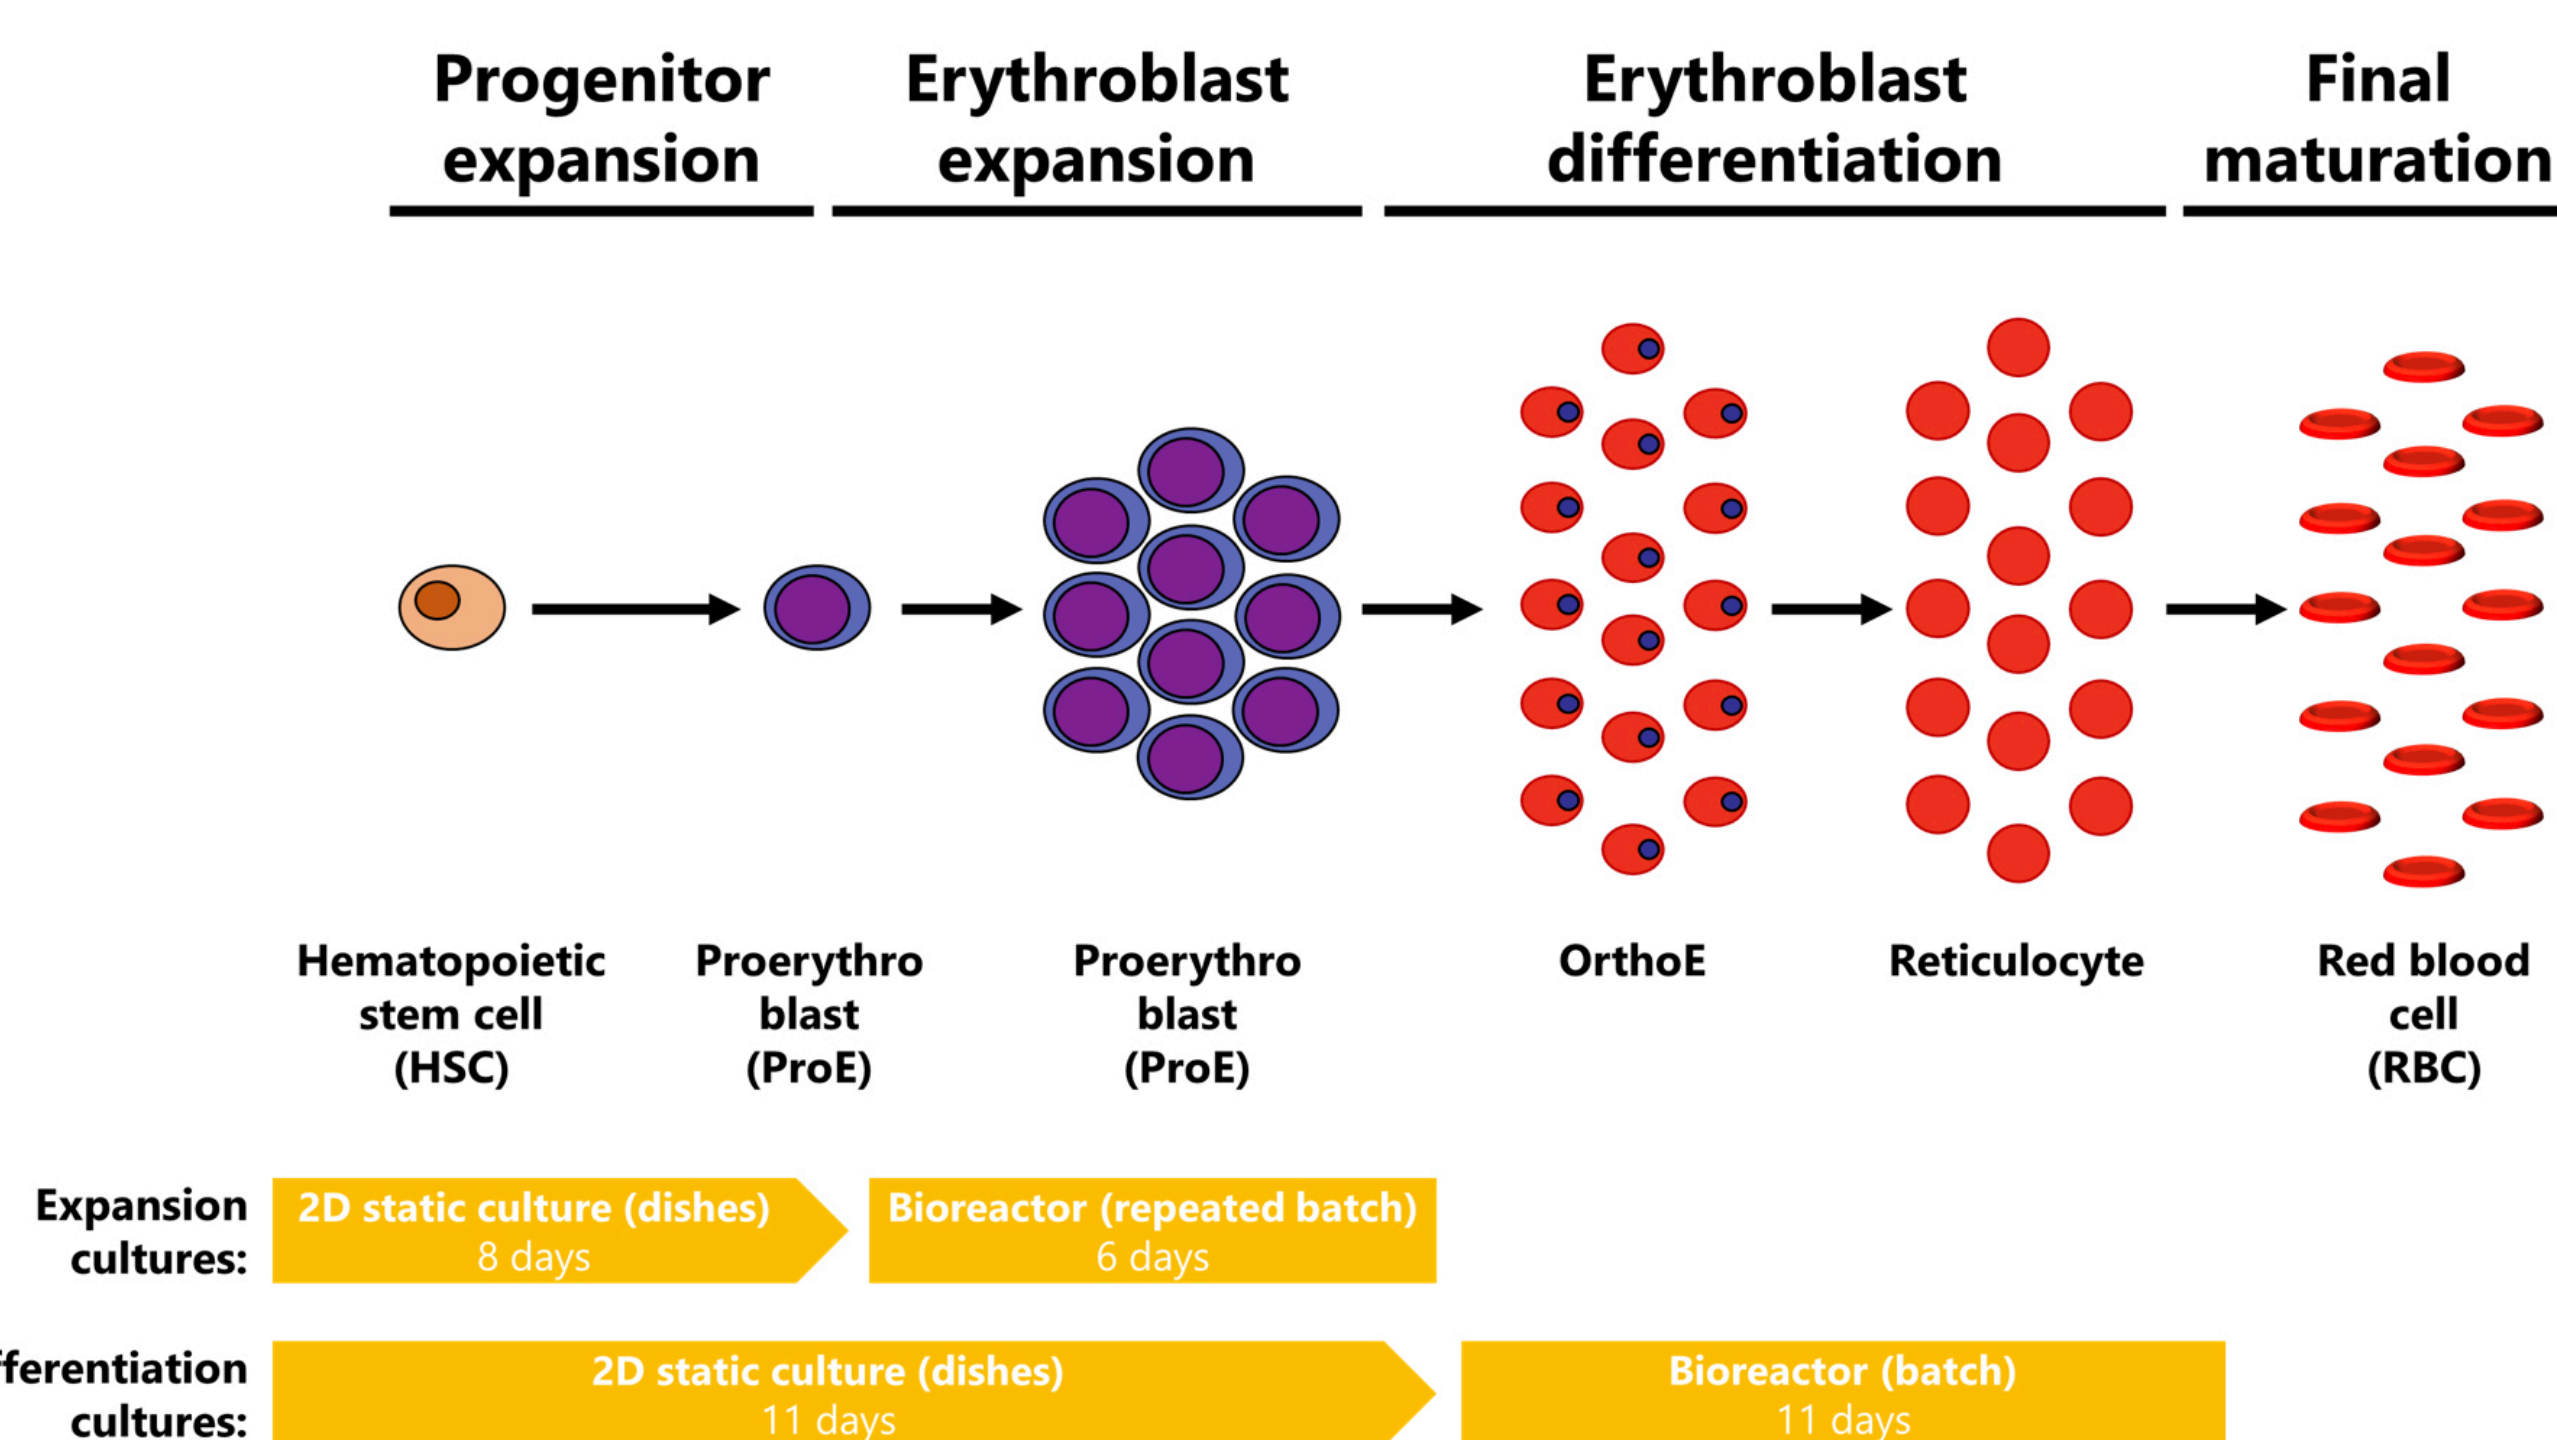 Progenitor
expansion
Erythroblast
expansion
Erythroblast
differentiation
Final
maturation
Hematopoietic
stem cell
(HSC)
Proerythro
blast
(ProE)
Proerythro
blast
(ProE)
OrthoE
Reticulocyte
Red blood
cell
(RBC)
Expansion
cultures:
2D static culture (dishes)
8 days
Bioreactor (repeated batch)
6 days
fferentiation
cultures:
2D static culture (dishes)
11 days
Bioreactor (batch)
11 days